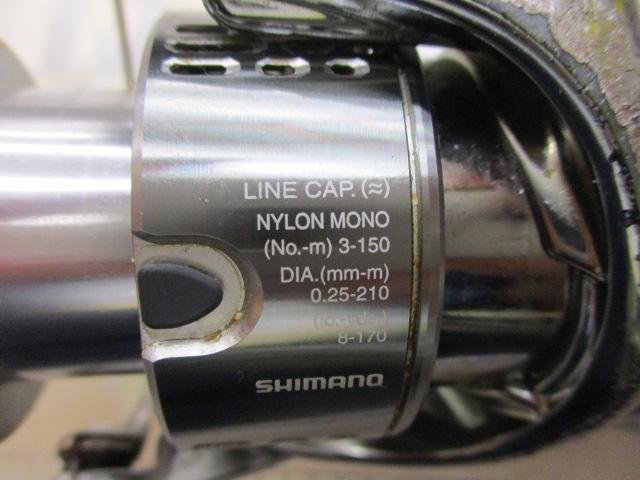 LINE CAP. (≈)
NYLON MONO
(No.-m) 3-150
DIA.(mm-m)
0.25-210
8-170
SHIMANO